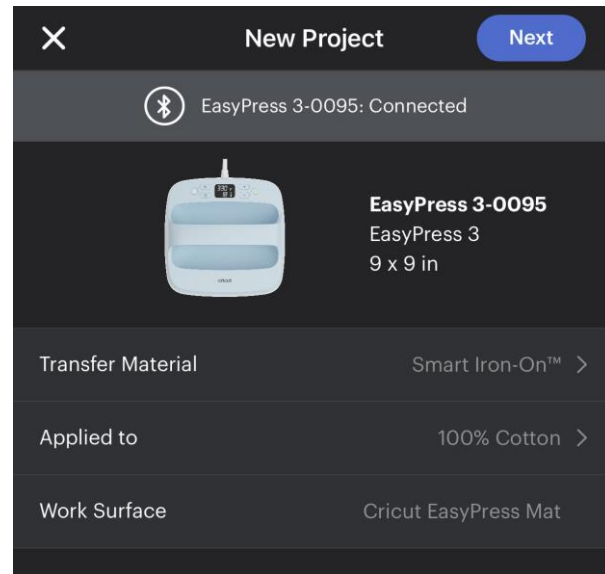 New Project
Next
EasyPress 3-0095: Connected
EasyPress 3-0095
EasyPress 3
9 x 9 in
Transfer Material
Smart Iron-On™
Applied to
100% Cotton
Work Surface
Cricut EasyPress Mat